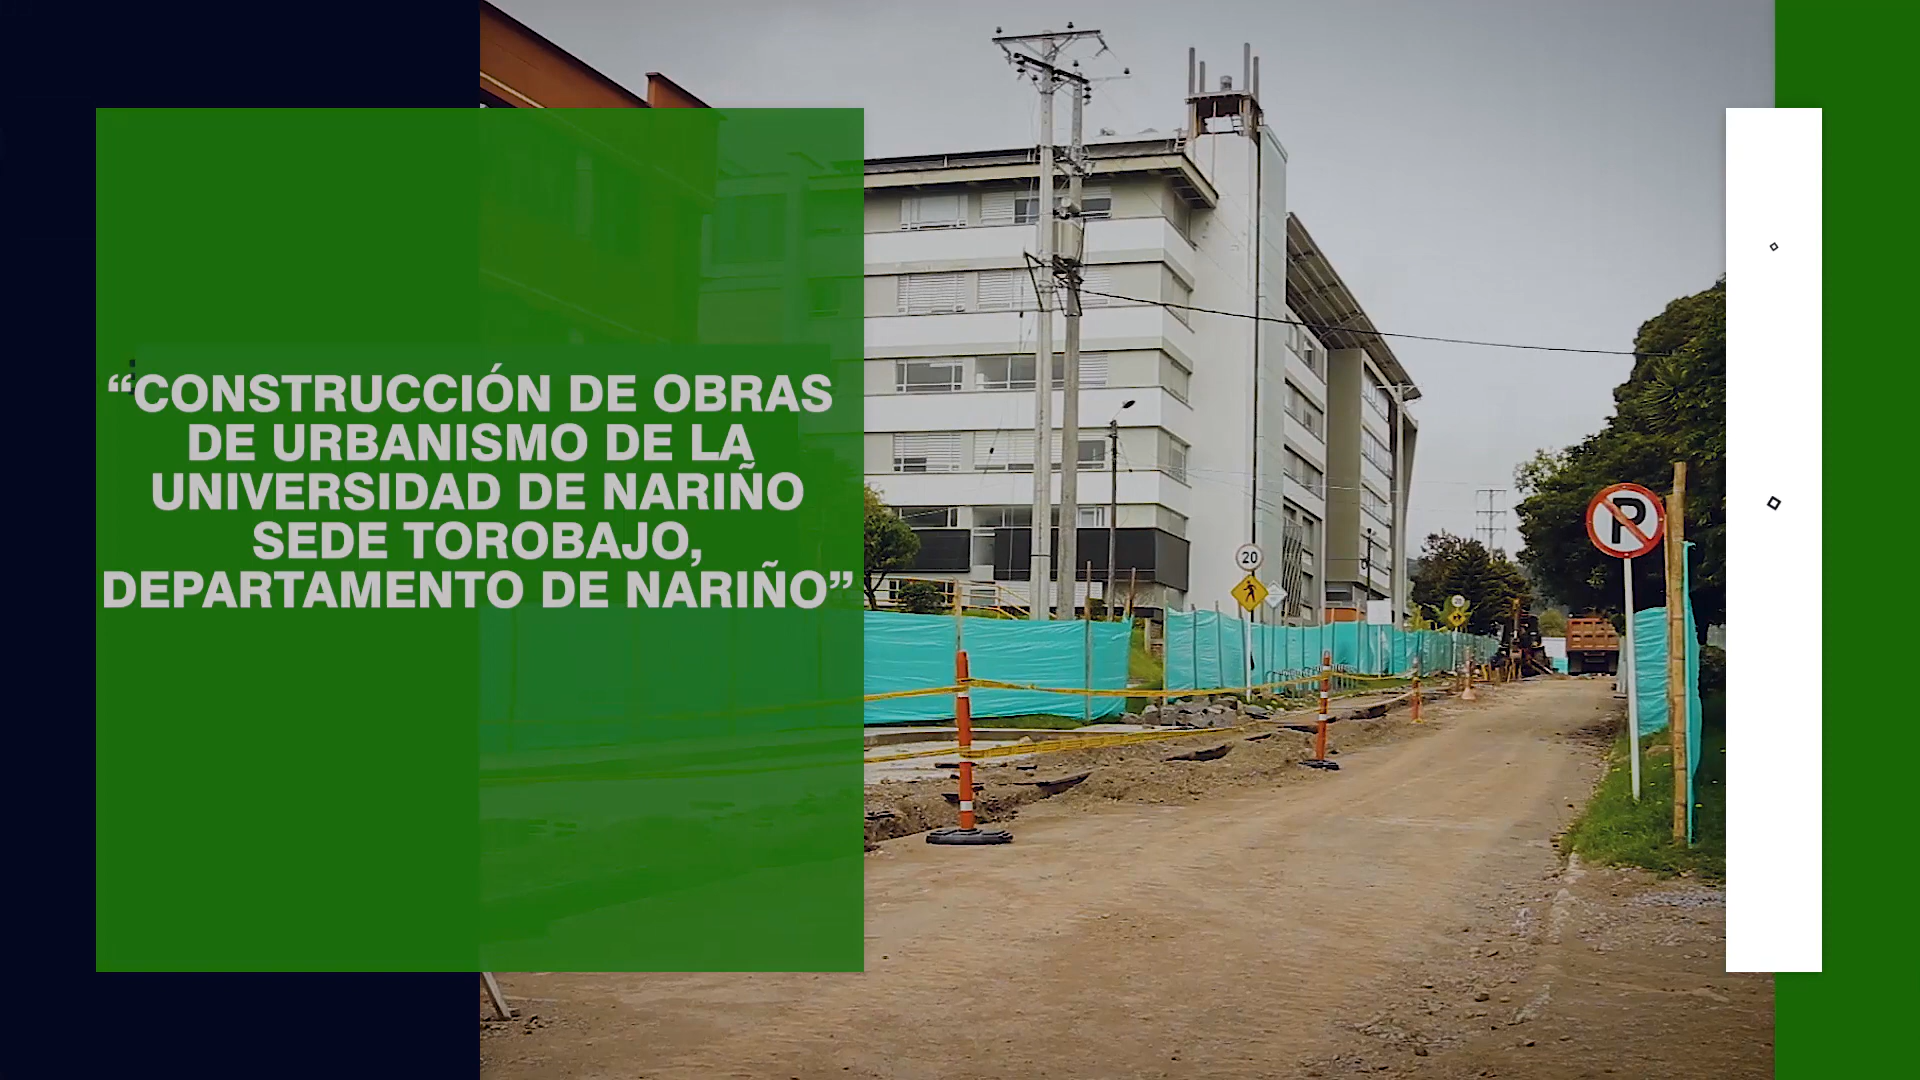 “CONSTRUCCIÓN DE OBRAS
DE URBANISMO DE LA
UNIVERSIDAD DE NARIÑO
SEDE TOROBAJO,
DEPARTAMENTO DE NARIÑO”
20
P